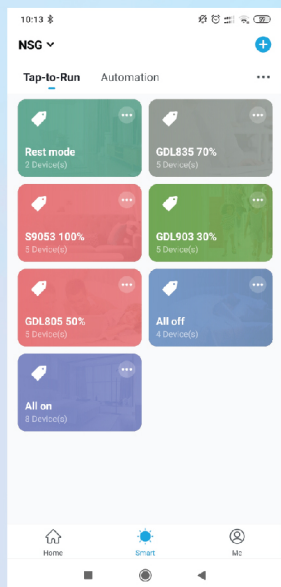 10:13
NSG
Tap-to-Run Automation
Rest mode
2 Device(s)
GDL835 70%
5 Device(s)
S9053 100%
5 Device(s)
GDL903 30%
5 Device(s)
GDL805 50%
5 Device(s)
All off
4 Device(s)
All on
8 Device(s)
Home Smart Me